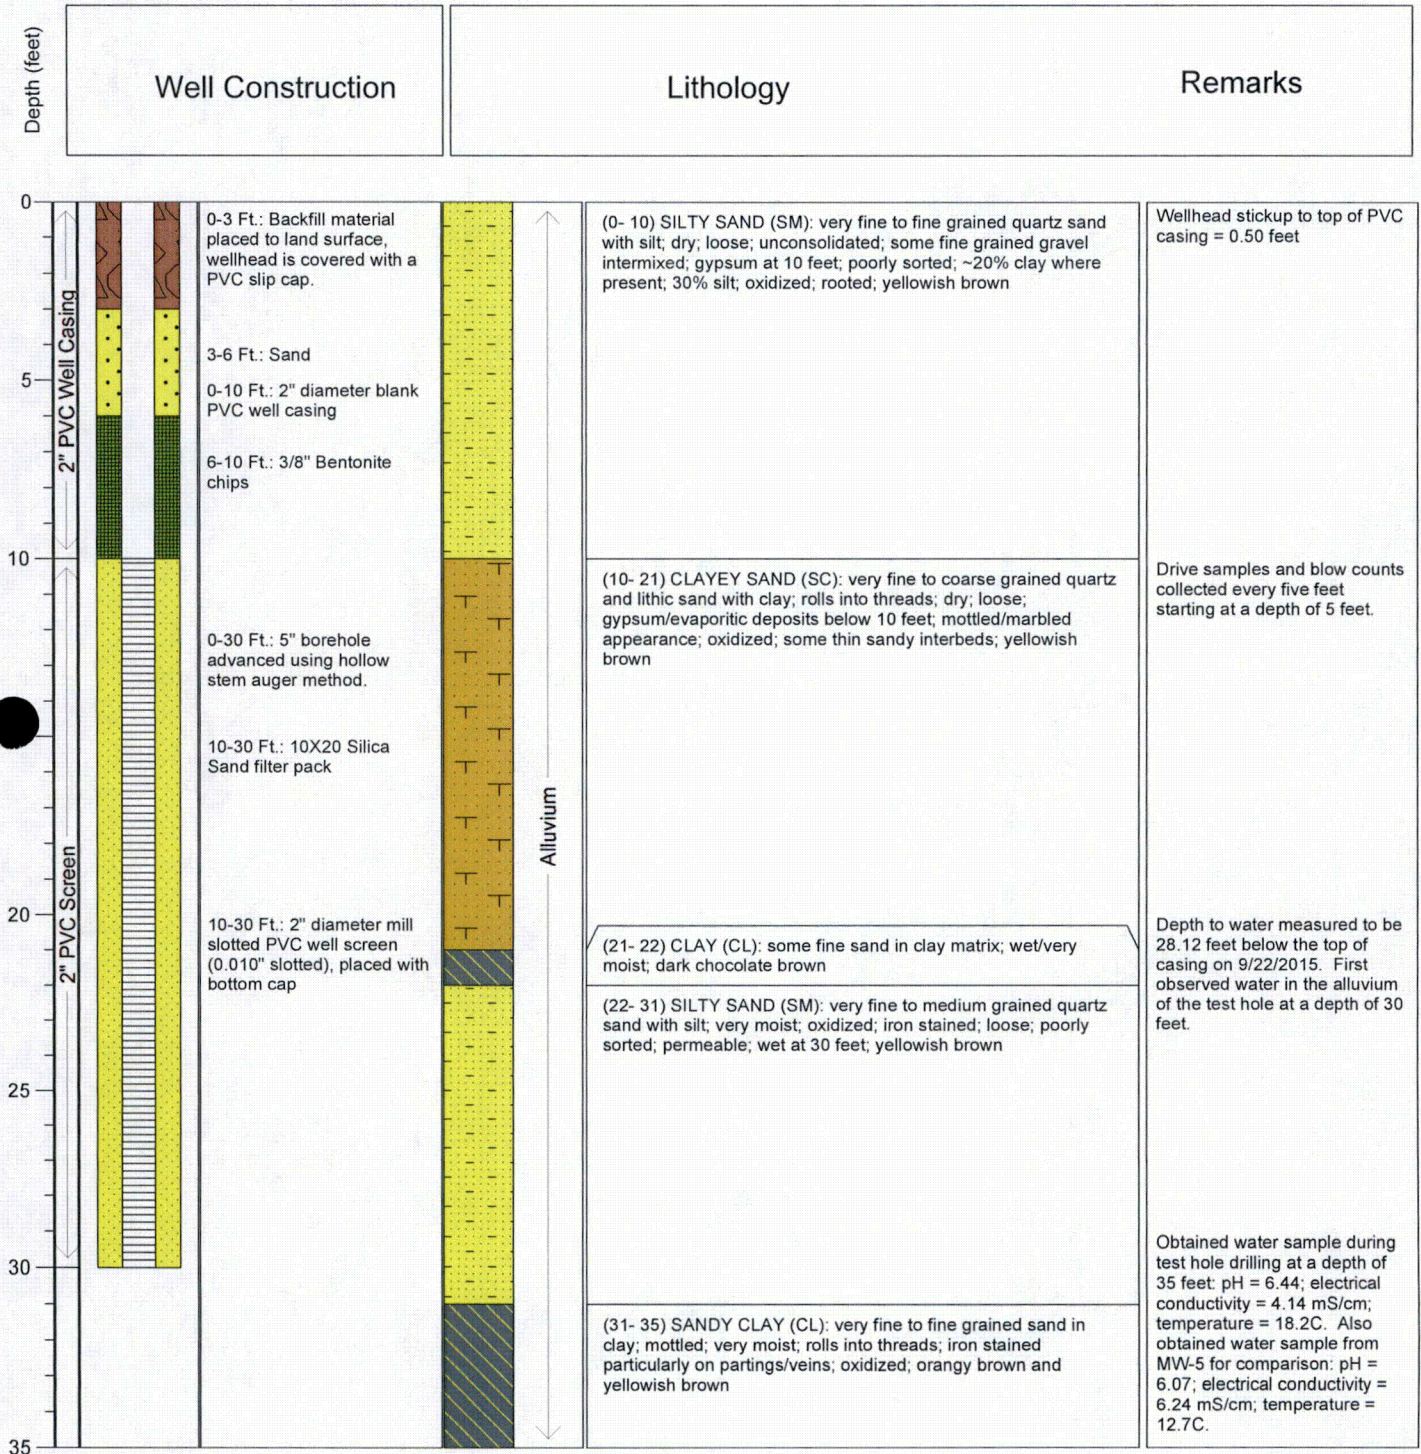 Depth (feet)
Well Construction
Lithology
Remarks
0
5
10
20
25
30
35
2" PVC Well Casing
2" PVC Screen
0-3 Ft.: Backfill material
placed to land surface,
wellhead is covered with a
PVC slip cap.
3-6 Ft.: Sand
0-10 Ft.: 2" diameter blank
PVC well casing
6-10 Ft.: 3/8" Bentonite
chips
0-30 Ft.: 5" borehole
advanced using hollow
stem auger method.
10-30 Ft.: 10X20 Silica
Sand filter pack
10-30 Ft.: 2" diameter mill
slotted PVC well screen
(0.010" slotted), placed with
bottom cap
Alluvium
(0- 10) SILTY SAND (SM): very fine to fine grained quartz sand
with silt; dry; loose; unconsolidated; some fine grained gravel
intermixed; gypsum at 10 feet; poorly sorted; ~20% clay where
present; 30% silt; oxidized; rooted; yellowish brown
(10- 21) CLAYEY SAND (SC): very fine to coarse grained quartz
and lithic sand with clay; rolls into threads; dry; loose;
gypsum/evaporitic deposits below 10 feet; mottled/marbled
appearance; oxidized; some thin sandy interbeds; yellowish
brown
(21- 22) CLAY (CL): some fine sand in clay matrix; wet/very
moist; dark chocolate brown
(22- 31) SILTY SAND (SM): very fine to medium grained quartz
sand with silt; very moist; oxidized; iron stained; loose; poorly
sorted; permeable; wet at 30 feet; yellowish brown
(31- 35) SANDY CLAY (CL): very fine to fine grained sand in
clay; mottled; very moist; rolls into threads; iron stained
particularly on partings/veins; oxidized; orangy brown and
yellowish brown
Wellhead stickup to top of PVC
casing = 0.50 feet
Drive samples and blow counts
collected every five feet
starting at a depth of 5 feet.
Depth to water measured to be
28.12 feet below the top of
casing on 9/22/2015. First
observed water in the alluvium
of the test hole at a depth of 30
feet.
Obtained water sample during
test hole drilling at a depth of
35 feet: pH = 6.44; electrical
conductivity = 4.14 mS/cm;
temperature = 18.2C. Also
obtained water sample from
MW-5 for comparison: pH =
6.07; electrical conductivity =
6.24 mS/cm; temperature =
12.7C.